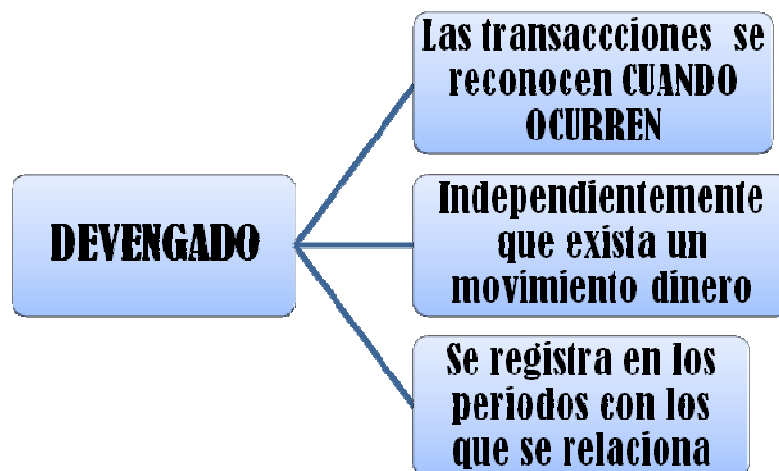 Las transaccciones se
reconocen CUANDO
OCURREN
DEVENGADO
Independientemente
que exista un
movimiento dinero
Se registra en los
periodos con los
que se relaciona